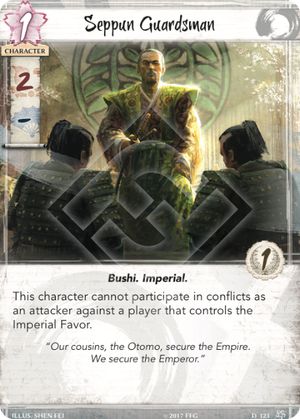 1
Seppun Guardsman
CHARACTER
2
-
1
Bushi. Imperial.
This character cannot participate in conflicts as
an attacker against a player that controls the
Imperial Favor.
"Our cousins, the Otomo, secure the Empire.
We secure the Emperor."
ILLUS. SHEN FEI
© 2017 FFG
D 121